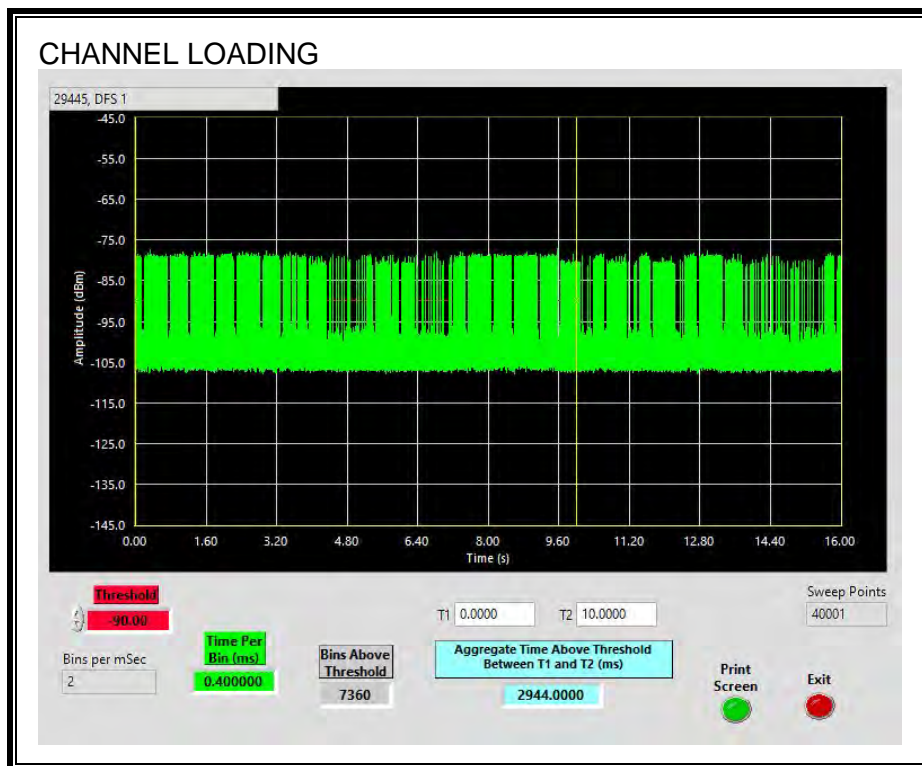 CHANNEL LOADING
29445, DFS 1
-45.0
-55.0
-65.0
-75.0
-85.0
-95.0
-105.0
-115.0
-125.0
-135.0
-145.0
Amplitude (dBm)
0.00 1.60 3.20 4.80 6.40 8.00 9.60 11.20 12.80 14.40 16.00
Time (s)
Threshold
-90.00
Bins per mSec
2
Time Per
Bin (ms)
0.400000
Bins Above
Threshold
7360
T1 0.0000 T2 10.0000
Aggregate Time Above Threshold
Between T1 and T2 (ms)
2944.0000
Sweep Points
40001
Print
Screen
Exit